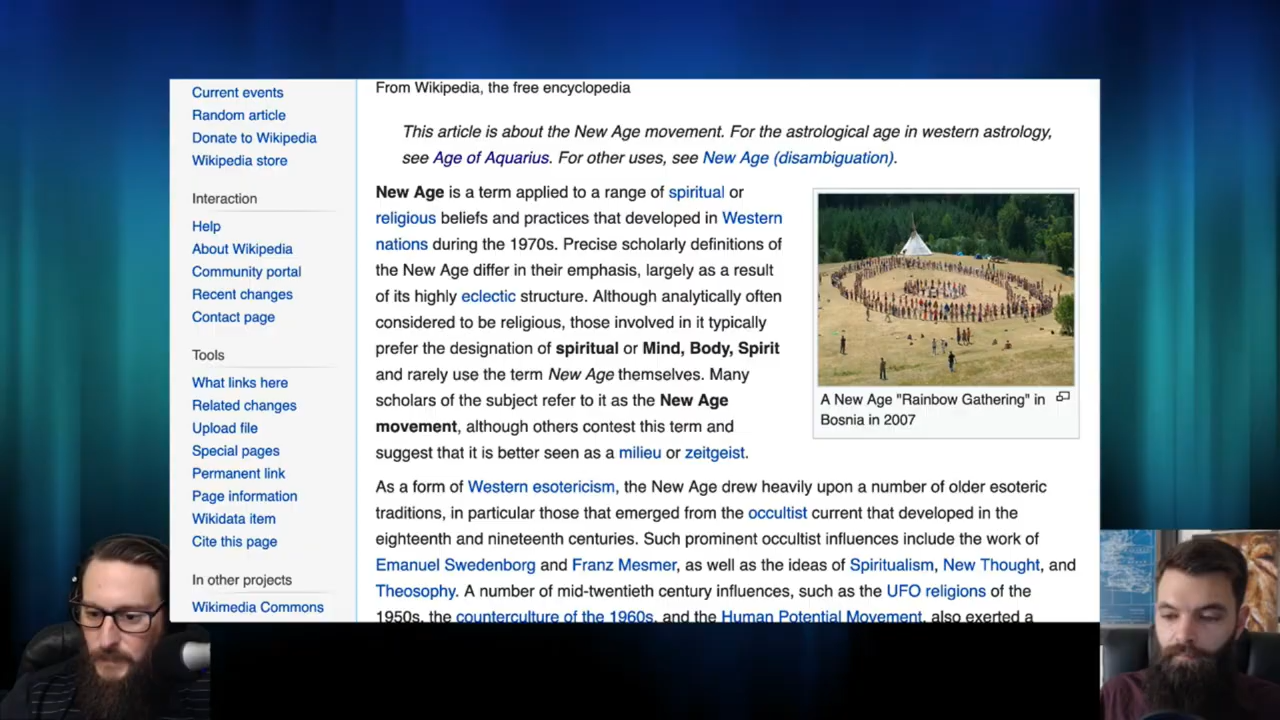 From Wikipedia, the free encyclopedia
Current events
Random article
Donate to Wikipedia
Wikipedia store
Interaction
Help
About Wikipedia
Community portal
Recent changes
Contact page
Tools
What links here
Related changes
Upload file
Special pages
Permanent link
Page information
Wikidata item
Cite this page
In other projects
Wikimedia Commons
This article is about the New Age movement. For the astrological age in western astrology,
see Age of Aquarius. For other uses, see New Age (disambiguation).
New Age is a term applied to a range of spiritual or
religious beliefs and practices that developed in Western
nations during the 1970s. Precise scholarly definitions of
the New Age differ in their emphasis, largely as a result
of its highly eclectic structure. Although analytically often
considered to be religious, those involved in it typically
prefer the designation of spiritual or Mind, Body, Spirit
and rarely use the term New Age themselves. Many
scholars of the subject refer to it as the New Age
movement, although others contest this term and
suggest that it is better seen as a milieu or zeitgeist.
A New Age "Rainbow Gathering" in
Bosnia in 2007
As a form of Western esotericism, the New Age drew heavily upon a number of older esoteric
traditions, in particular those that emerged from the occultist current that developed in the
eighteenth and nineteenth centuries. Such prominent occultist influences include the work of
Emanuel Swedenborg and Franz Mesmer, as well as the ideas of Spiritualism, New Thought, and
Theosophy. A number of mid-twentieth century influences, such as the UFO religions of the
1950s, the counterculture of the 1960s, and the Human Potential Movement, also exerted a